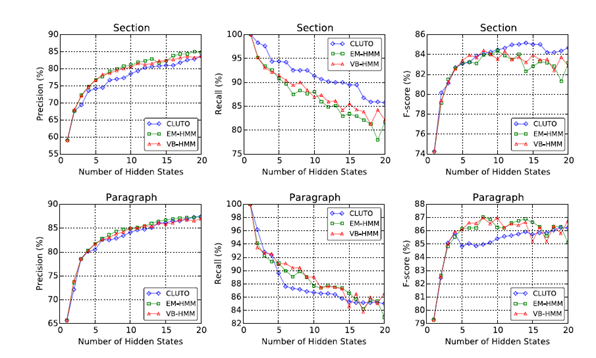 Section Section Section
90 100 86
85 95 84
80 90 82
75 85 80
70 80 78
65 75 76
60 74
55
Precision (%) Recall (%) F-score (%)
CLUTO CLUTO CLUTO
EM-HMM EM-HMM EM-HMM
VB-HMM VB-HMM VB-HMM
0 5 10 15 20 0 5 10 15 20 0 5 10 15 20
Number of Hidden States Number of Hidden States Number of Hidden States
Paragraph Paragraph Paragraph
90 100 88
85 98 87
80 96 86
75 94 85
70 92 84
65 90 83
88 82
86 81
84 80
82 79
Precision (%) Recall (%) F-score (%)
CLUTO CLUTO CLUTO
EM-HMM EM-HMM EM-HMM
VB-HMM VB-HMM VB-HMM
0 5 10 15 20 0 5 10 15 20 0 5 10 15 20
Number of Hidden States Number of Hidden States Number of Hidden States